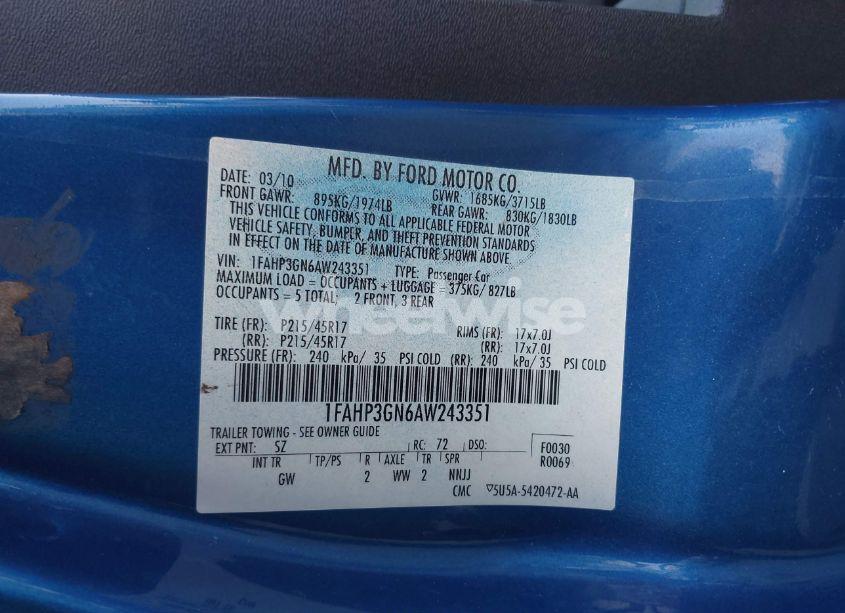 MFD. BY FORD MOTOR CO.
DATE: 03/10 GVWR: 1685KG/3715LB
FRONT GAWR: 895KG/1974LB REAR GAWR: 830KG/1830LB
THIS VEHICLE CONFORMS TO ALL APPLICABLE FEDERAL MOTOR
VEHICLE SAFETY, BUMPER, AND THEFT PREVENTION STANDARDS
IN EFFECT ON THE DATE OF MANUFACTURE SHOWN ABOVE.
VIN: 1FAHP3GN6AW243351 TYPE: Passenger Car
MAXIMUM LOAD = OCCUPANTS + LUGGAGE = 375KG/ 827LB
OCCUPANTS = 5 TOTAL; 2 FRONT, 3 REAR
wheelwise
TIRE (FR): P215/45R17 RIMS (FR): 17x7.0J
(RR): P215/45R17 (RR): 17x7.0J
PRESSURE (FR): 240 kPa/ 35 PSI COLD (RR): 240 kPa/ 35 PSI COLD
1FAHP3GN6AW243351
TRAILER TOWING - SEE OWNER GUIDE
EXT PNT: SZ RC: 72 DSO: F0030
INT TR TP/PS R AXLE TR SPR R0069
GW 2 WW 2 NNJJ
CMC ▽5U5A-5420472-AA